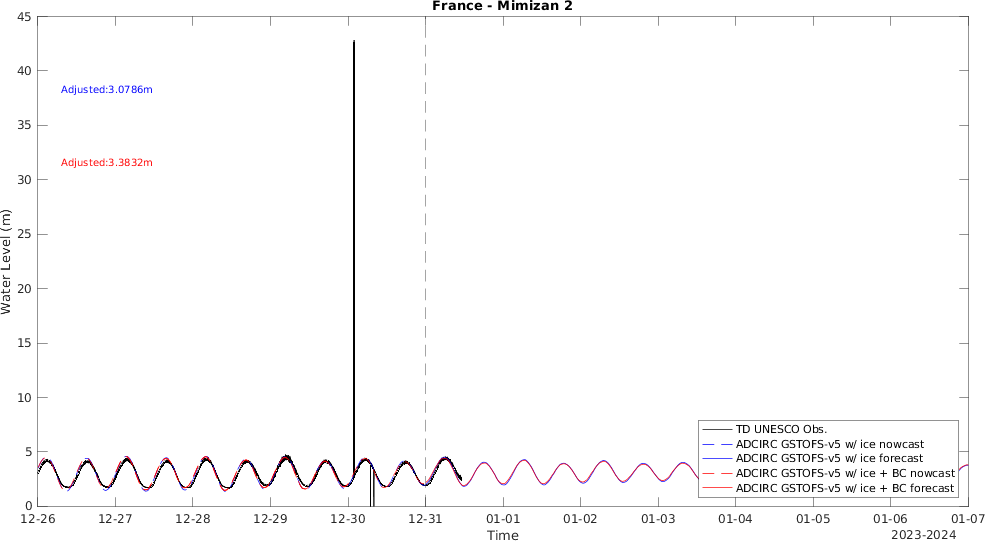 France - Mimizan 2
45
40
35
30
25
20
15
10
5
0
Water Level (m)
Adjusted:3.0786m
Adjusted:3.3832m
TD UNESCO Obs.
ADCIRC GSTOFS-v5 w/ ice nowcast
ADCIRC GSTOFS-v5 w/ ice forecast
ADCIRC GSTOFS-v5 w/ ice + BC nowcast
ADCIRC GSTOFS-v5 w/ ice + BC forecast
12-26 12-27 12-28 12-29 12-30 12-31 01-01 01-02 01-03 01-04 01-05 01-06 01-07
Time
2023-2024